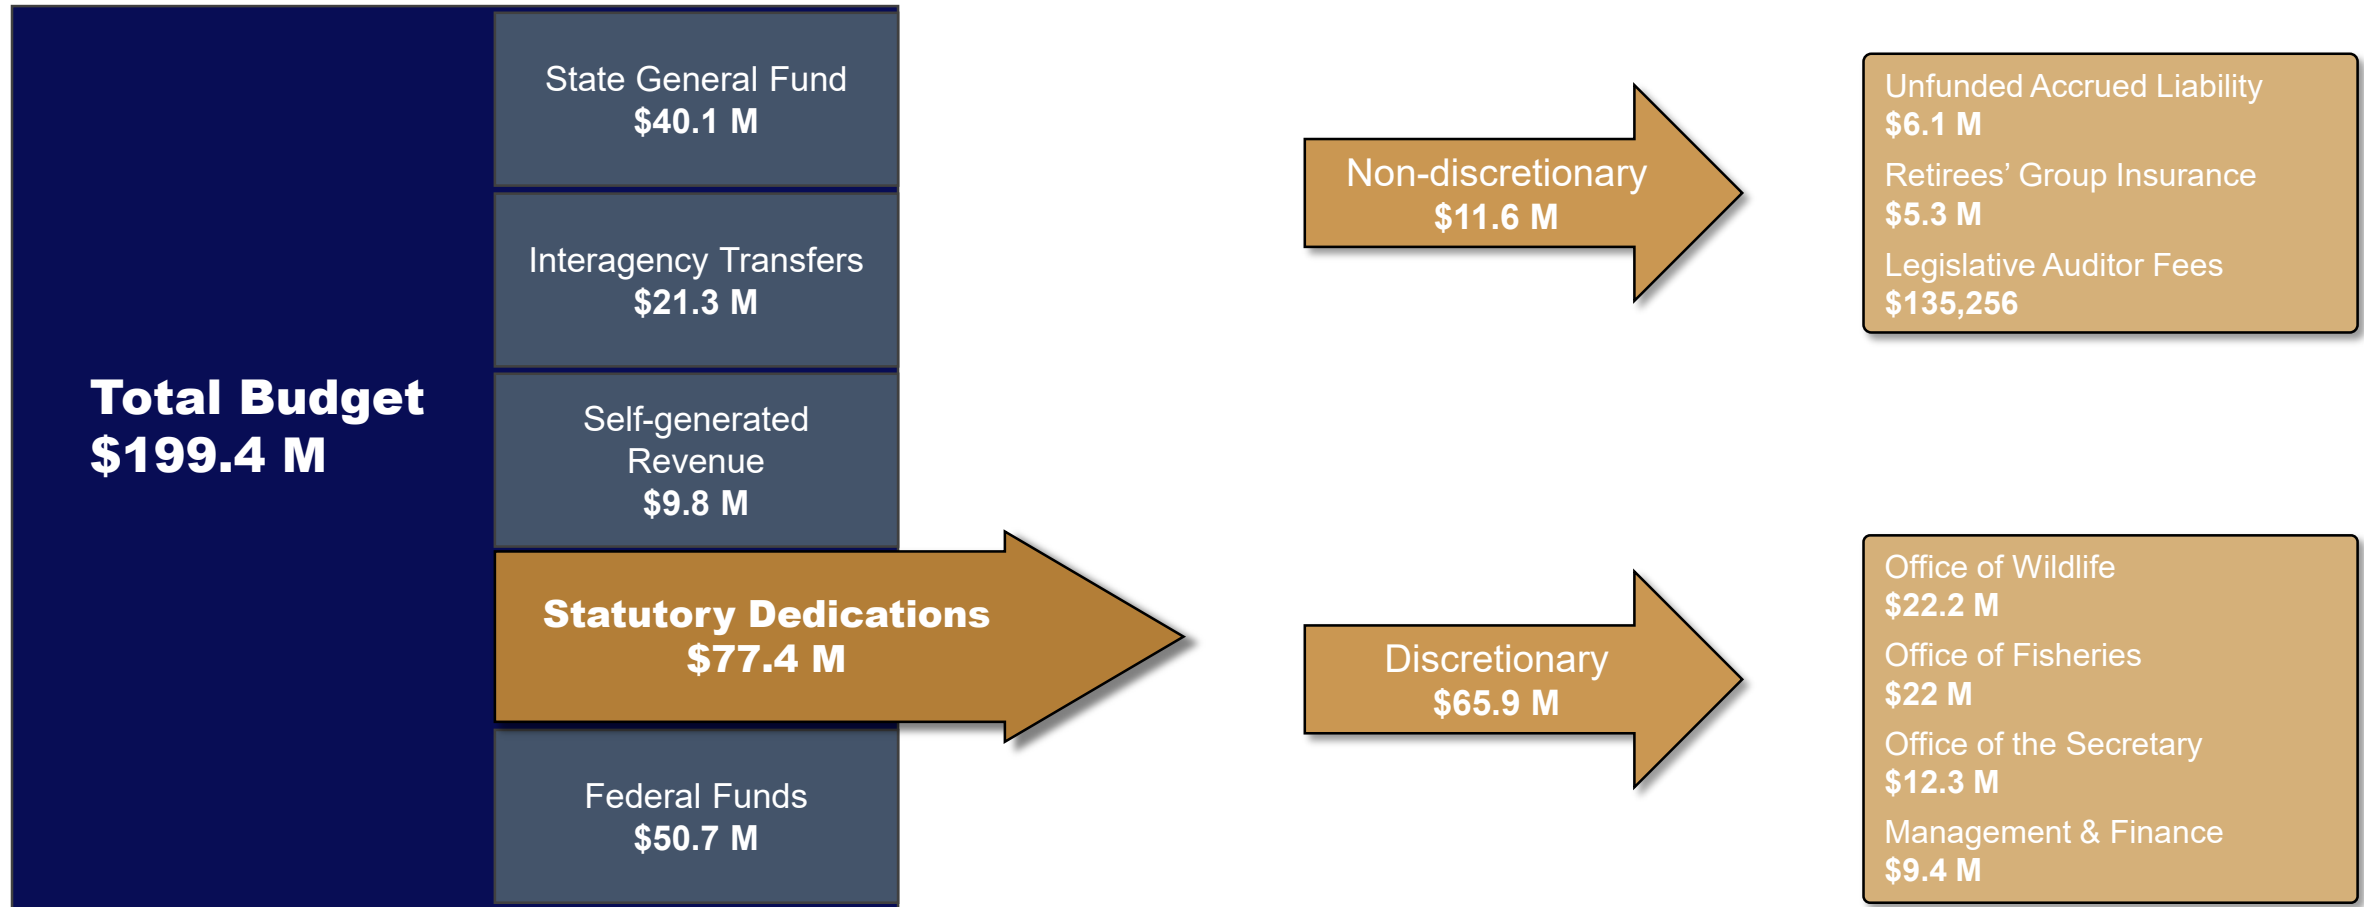 Total Budget
$199.4 M
State General Fund
$40.1 M
Interagency Transfers
$21.3 M
Self-generated
Revenue
$9.8 M
Statutory Dedications
$77.4 M
Federal Funds
$50.7 M
Non-discretionary
$11.6 M
Unfunded Accrued Liability
$6.1 M
Retirees’ Group Insurance
$5.3 M
Legislative Auditor Fees
$135,256
Discretionary
$65.9 M
Office of Wildlife
$22.2 M
Office of Fisheries
$22 M
Office of the Secretary
$12.3 M
Management & Finance
$9.4 M